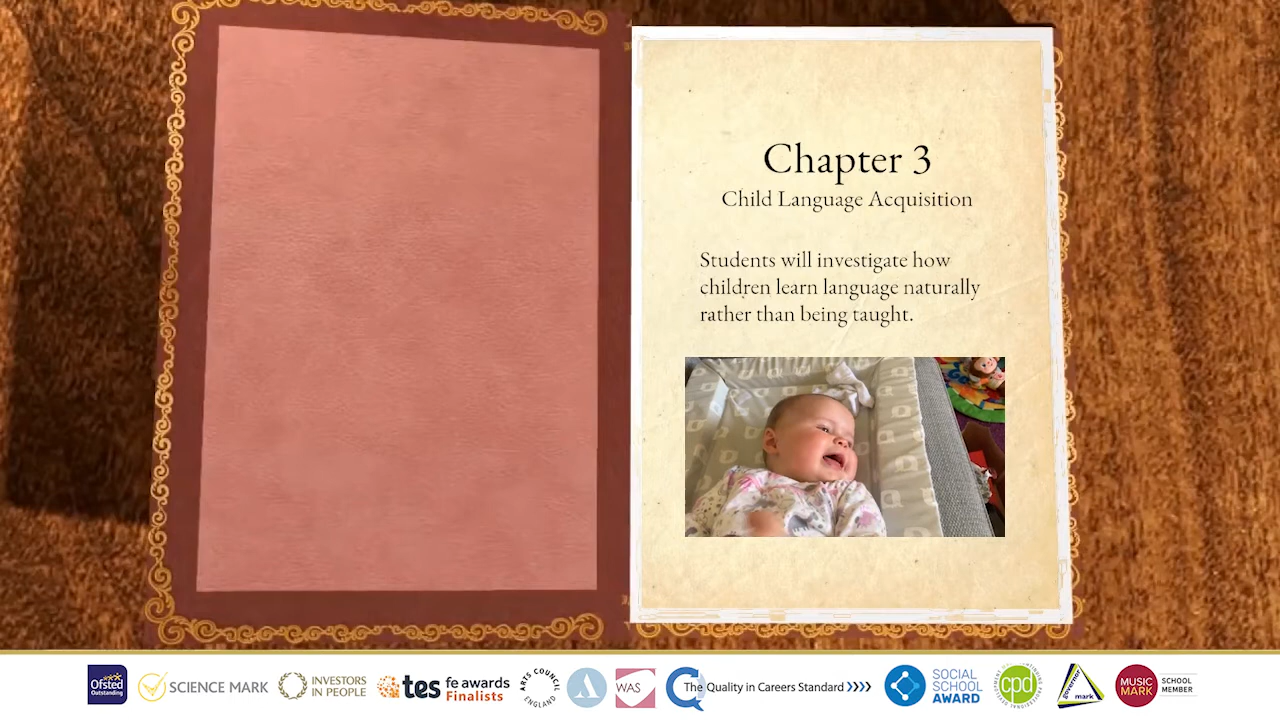 Chapter 3
Child Language Acquisition
Students will investigate how
children learn language naturally
rather than being taught.
Ofsted
Outstanding
SCIENCE MARK
INVESTORS
IN PEOPLE
tes fe awards
Finalists
ARTS COUNCIL
ENGLAND
WAS
The Quality in Careers Standard
SOCIAL
SCHOOL
AWARD
cpd
governor
mark
MUSIC
MARK
SCHOOL
MEMBER